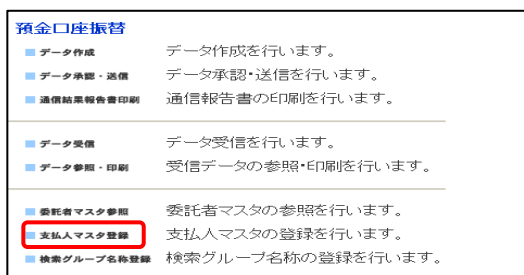 預金口座振替
データ作成 データ作成を行います。
データ承認・送信 データ承認・送信を行います。
通信結果報告書印刷 通信報告書の印刷を行います。
データ受信 データ受信を行います。
データ参照・印刷 受信データの参照・印刷を行います。
委託者マスタ参照 委託者マスタの参照を行います。
支払人マスタ登録 支払人マスタの登録を行います。
検索グループ名称登録 検索グループ名称の登録を行います。